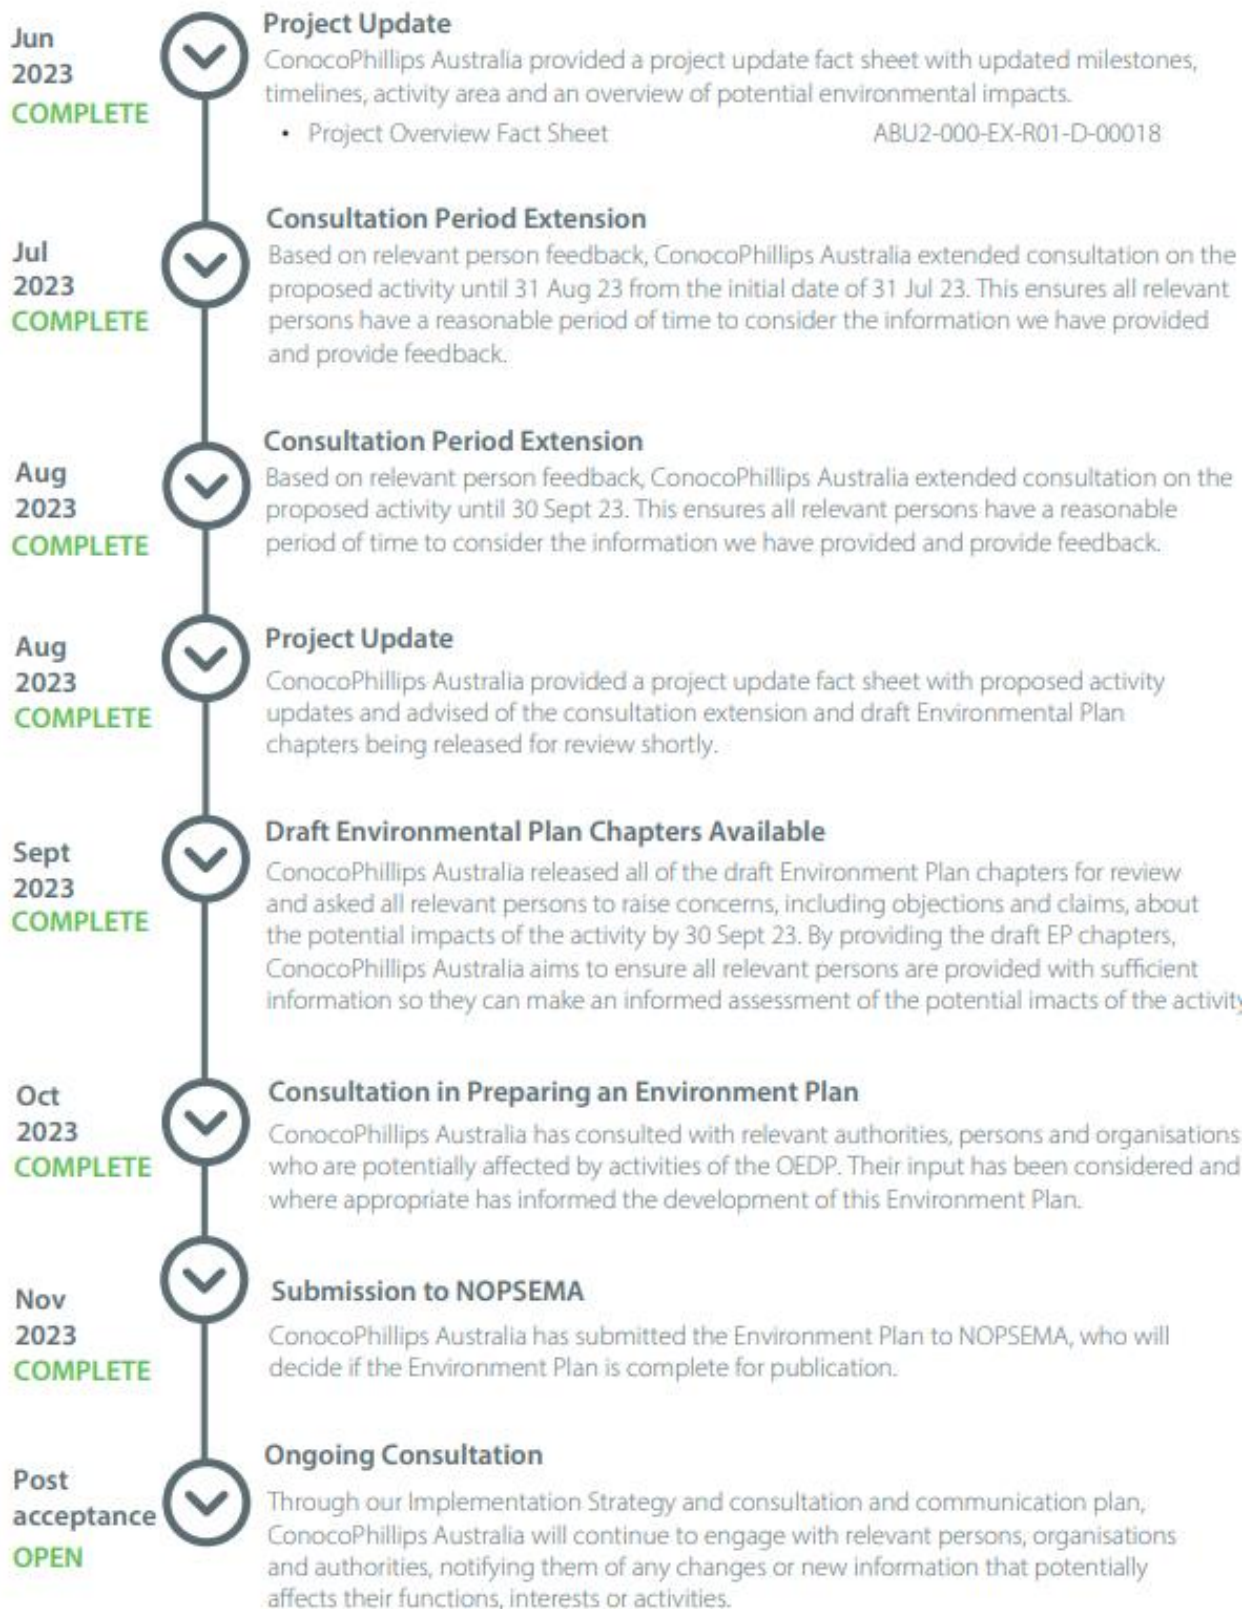 Jun
2023
COMPLETE
Project Update
ConocoPhillips Australia provided a project update fact sheet with updated milestones,
timelines, activity area and an overview of potential environmental impacts.
• Project Overview Fact Sheet ABU2-000-EX-R01-D-00018
Jul
2023
COMPLETE
Consultation Period Extension
Based on relevant person feedback, ConocoPhillips Australia extended consultation on the
proposed activity until 31 Aug 23 from the initial date of 31 Jul 23. This ensures all relevant
persons have a reasonable period of time to consider the information we have provided
and provide feedback.
Aug
2023
COMPLETE
Consultation Period Extension
Based on relevant person feedback, ConocoPhillips Australia extended consultation on the
proposed activity until 30 Sept 23. This ensures all relevant persons have a reasonable
period of time to consider the information we have provided and provide feedback.
Aug
2023
COMPLETE
Project Update
ConocoPhillips Australia provided a project update fact sheet with proposed activity
updates and advised of the consultation extension and draft Environmental Plan
chapters being released for review shortly.
Sept
2023
COMPLETE
Draft Environmental Plan Chapters Available
ConocoPhillips Australia released all of the draft Environment Plan chapters for review
and asked all relevant persons to raise concerns, including objections and claims, about
the potential impacts of the activity by 30 Sept 23. By providing the draft EP chapters,
ConocoPhillips Australia aims to ensure all relevant persons are provided with sufficient
information so they can make an informed assessment of the potential imacts of the activity
Oct
2023
COMPLETE
Consultation in Preparing an Environment Plan
ConocoPhillips Australia has consulted with relevant authorities, persons and organisations
who are potentially affected by activities of the OEDP. Their input has been considered and
where appropriate has informed the development of this Environment Plan.
Nov
2023
COMPLETE
Submission to NOPSEMA
ConocoPhillips Australia has submitted the Environment Plan to NOPSEMA, who will
decide if the Environment Plan is complete for publication.
Post
acceptance
OPEN
Ongoing Consultation
Through our Implementation Strategy and consultation and communication plan,
ConocoPhillips Australia will continue to engage with relevant persons, organisations
and authorities, notifying them of any changes or new information that potentially
affects their functions, interests or activities.